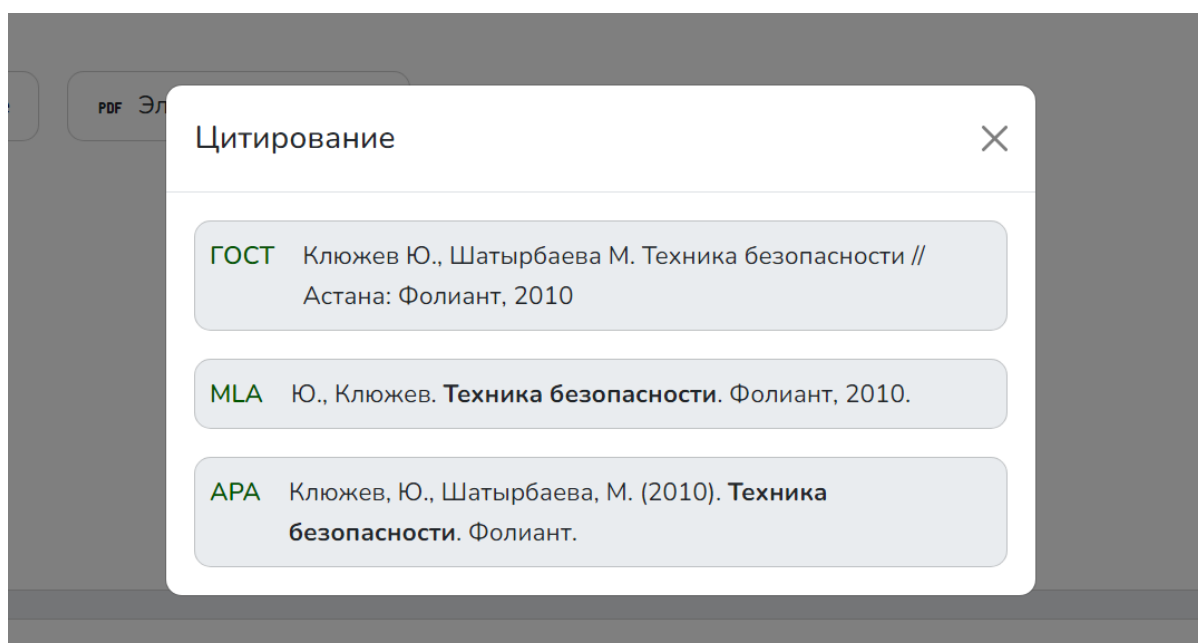 PDF Эл
Цитирование
ГОСТ Клюжев Ю., Шатырбаева М. Техника безопасности //
Астана: Фолиант, 2010
MLA Ю., Клюжев. Техника безопасности. Фолиант, 2010.
APA Клюжев, Ю., Шатырбаева, М. (2010). Техника
безопасности. Фолиант.